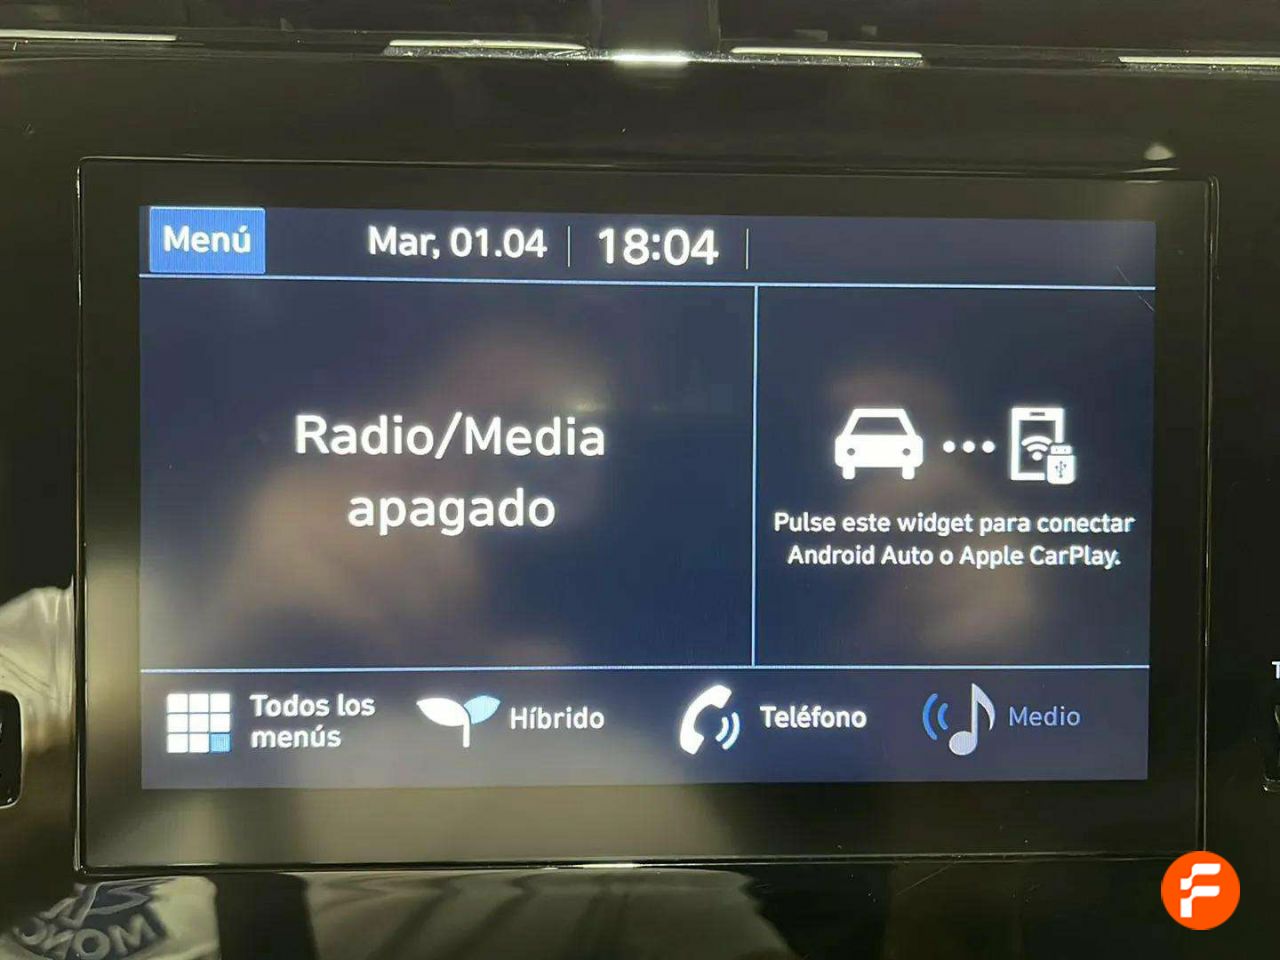 Menú
Mar, 01.04
18:04
Radio/Media
apagado
Pulse este widget para conectar
Android Auto o Apple CarPlay.
Todos los
menús
Híbrido
Teléfono
Medio